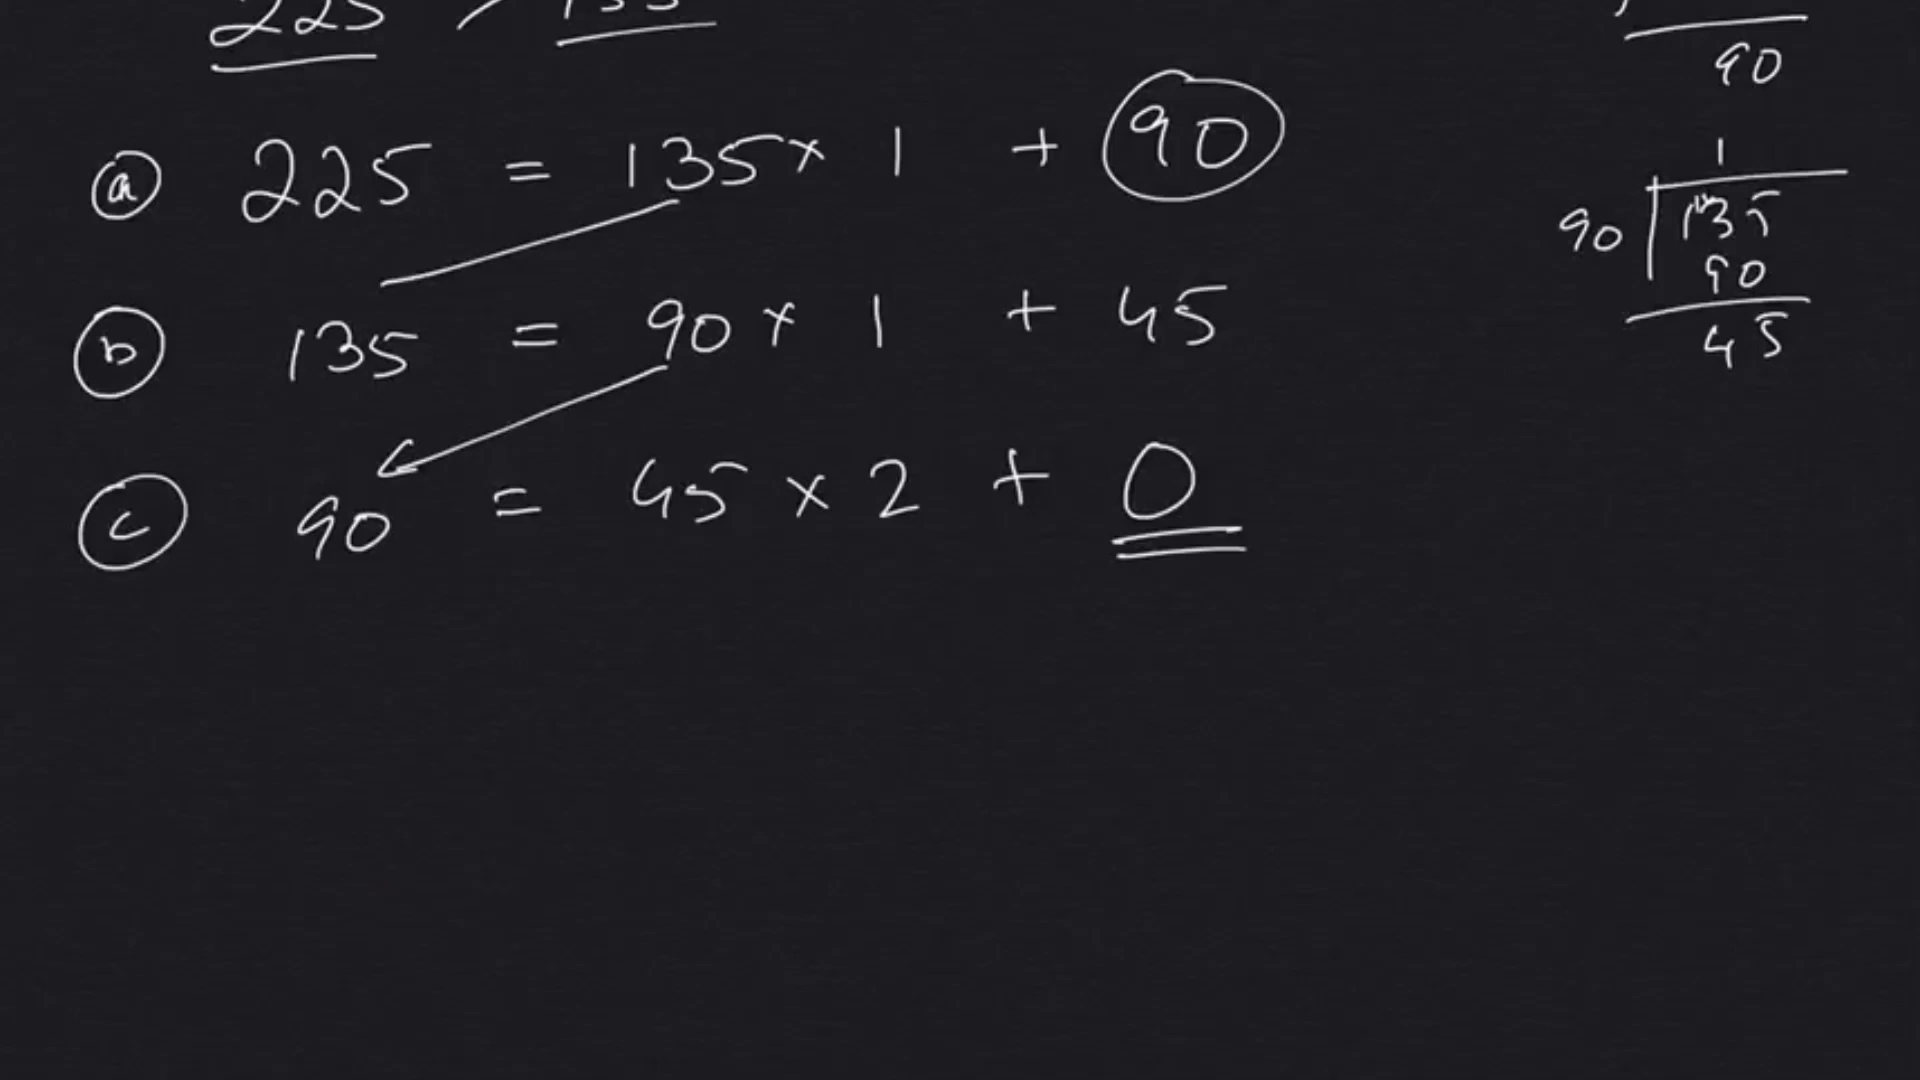 225 , 135
a 225 = 135 × 1 + 90
b 135 = 90 × 1 + 45
c 90 = 45 × 2 + 0
90
1
90 135
90
45